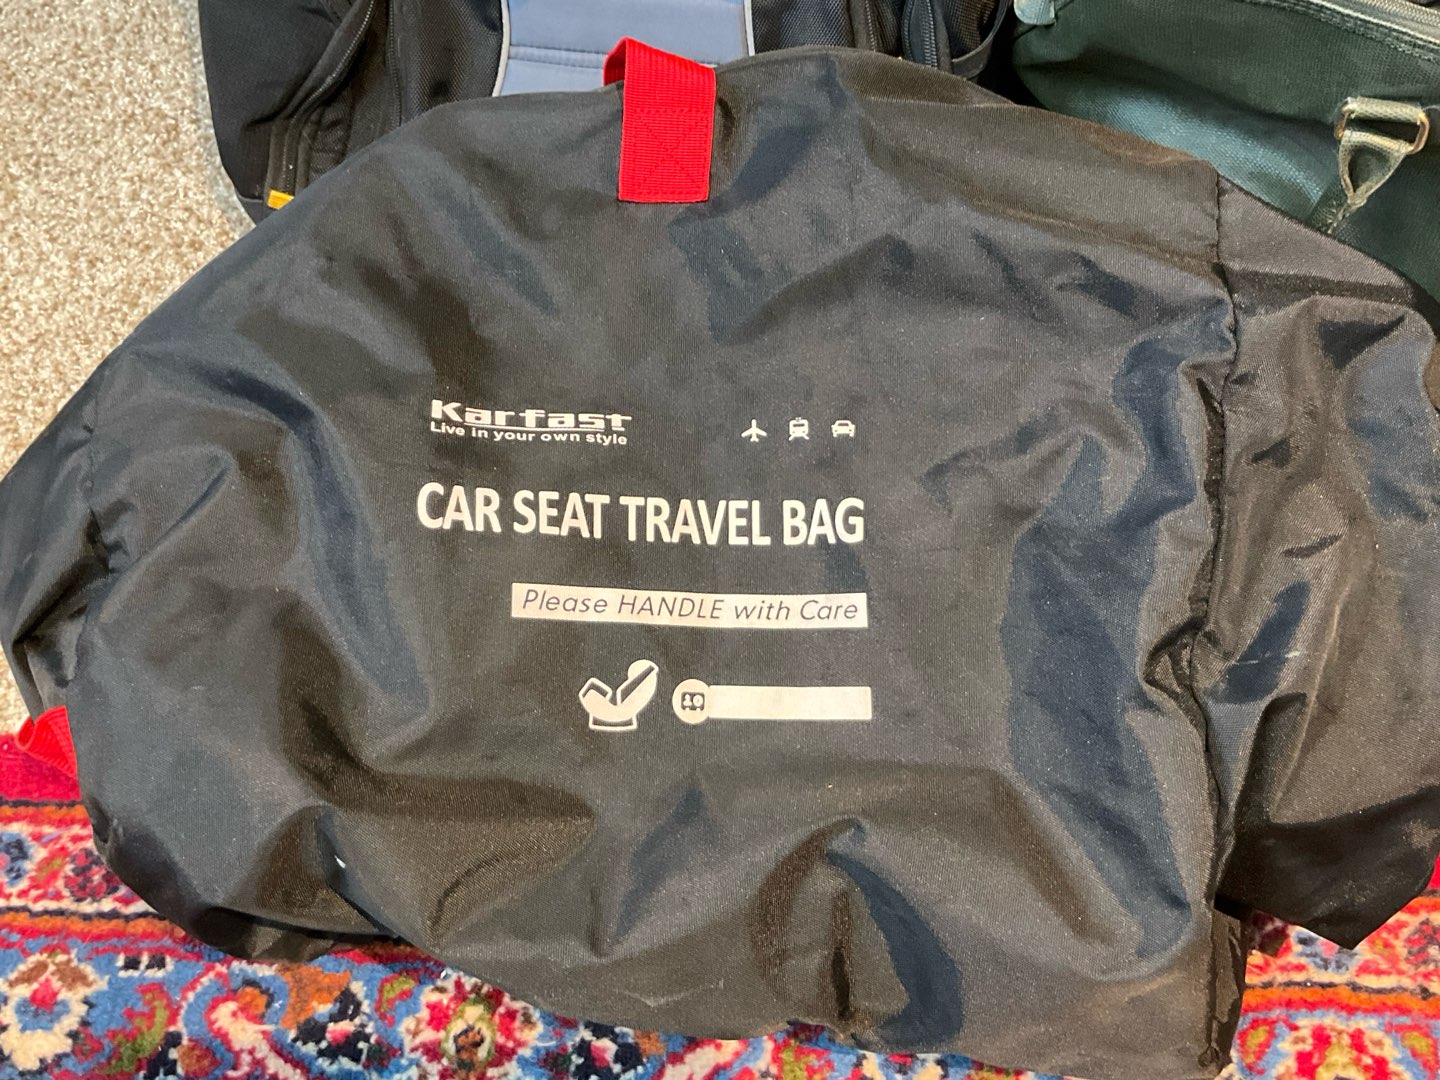 Karfast
Live in your own style
CAR SEAT TRAVEL BAG
Please HANDLE with Care